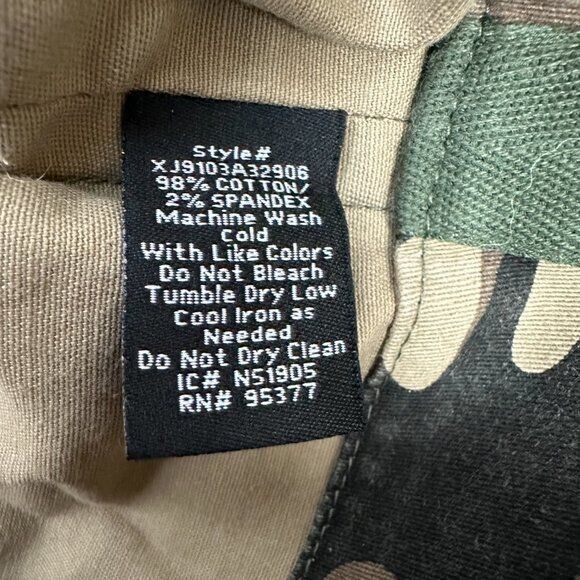 Style#
XJ9103A32906
98% COTTON/
2% SPANDEX
Machine Wash
Cold
With Like Colors
Do Not Bleach
Tumble Dry Low
Cool Iron as
Needed
Do Not Dry Clean
IC# N51905
RN# 95377